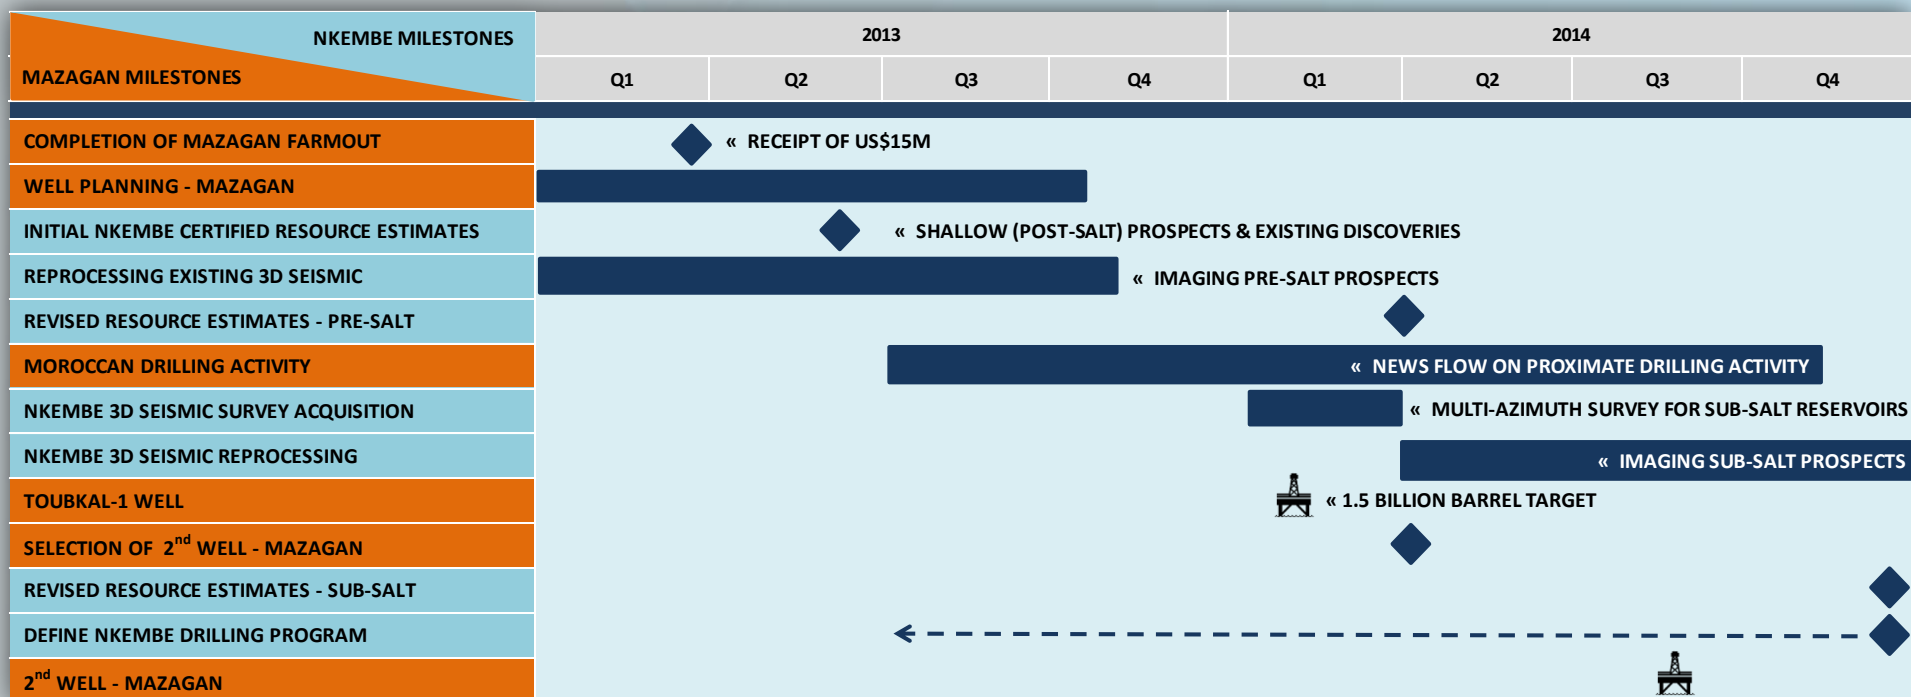 NKEMBE MILESTONES
MAZAGAN MILESTONES
2013 2014
Q1 Q2 Q3 Q4 Q1 Q2 Q3 Q4
COMPLETION OF MAZAGAN FARMOUT « RECEIPT OF US$15M
WELL PLANNING - MAZAGAN
INITIAL NKEMBE CERTIFIED RESOURCE ESTIMATES « SHALLOW (POST-SALT) PROSPECTS & EXISTING DISCOVERIES
REPROCESSING EXISTING 3D SEISMIC « IMAGING PRE-SALT PROSPECTS
REVISED RESOURCE ESTIMATES - PRE-SALT
MOROCCAN DRILLING ACTIVITY « NEWS FLOW ON PROXIMATE DRILLING ACTIVITY
NKEMBE 3D SEISMIC SURVEY ACQUISITION « MULTI-AZIMUTH SURVEY FOR SUB-SALT RESERVOIRS
NKEMBE 3D SEISMIC REPROCESSING « IMAGING SUB-SALT PROSPECTS
TOUBKAL-1 WELL « 1.5 BILLION BARREL TARGET
SELECTION OF 2nd WELL - MAZAGAN
REVISED RESOURCE ESTIMATES - SUB-SALT
DEFINE NKEMBE DRILLING PROGRAM
2nd WELL - MAZAGAN